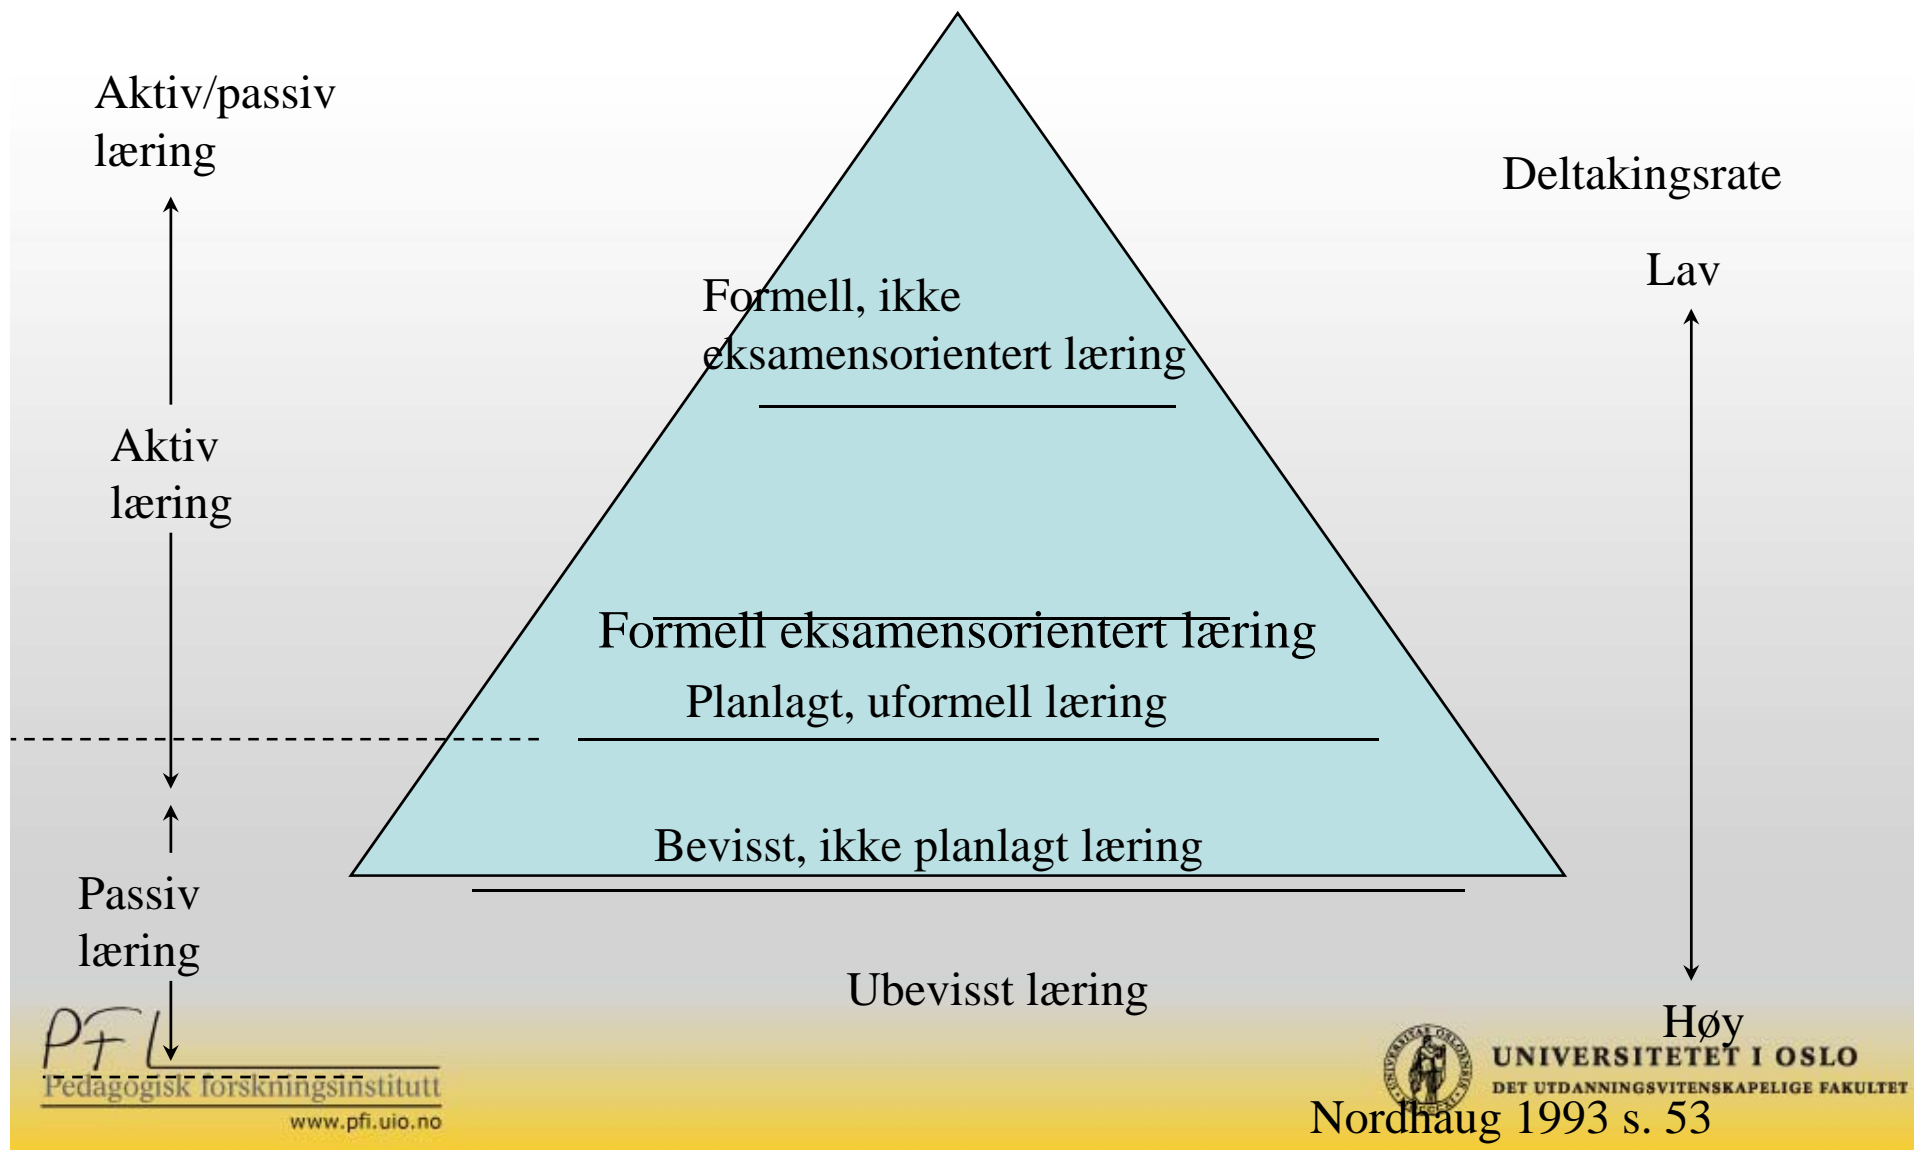 Aktiv/passiv
læring
Deltakingsrate
Lav
Formell, ikke
eksamensorientert læring
Aktiv
læring
Formell eksamensorientert læring
Planlagt, uformell læring
Bevisst, ikke planlagt læring
Passiv
læring
Ubevisst læring
Høy
PFI
Pedagogisk forskningsinstitutt
www.pfi.uio.no
UNIVERSITETET I OSLO
DET UTDANNINGSVITENSKAPELIGE FAKULTET
Nordhaug 1993 s. 53